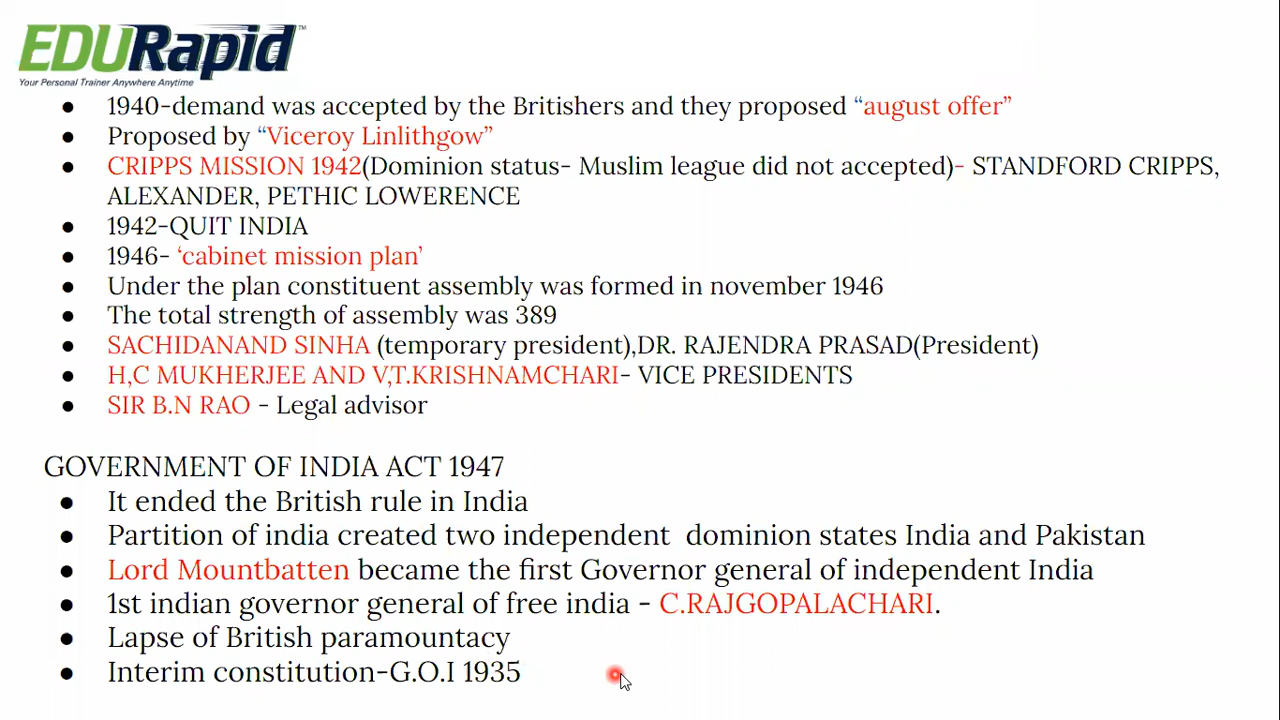 EDURapid™
Your Personal Trainer Anywhere Anytime
● 1940-demand was accepted by the Britishers and they proposed “august offer”
● Proposed by “Viceroy Linlithgow”
● CRIPPS MISSION 1942(Dominion status- Muslim league did not accepted)- STANDFORD CRIPPS,
ALEXANDER, PETHIC LOWERENCE
● 1942-QUIT INDIA
● 1946- ‘cabinet mission plan’
● Under the plan constituent assembly was formed in november 1946
● The total strength of assembly was 389
● SACHIDANAND SINHA (temporary president),DR. RAJENDRA PRASAD(President)
● H,C MUKHERJEE AND V,T.KRISHNAMCHARI- VICE PRESIDENTS
● SIR B.N RAO - Legal advisor
GOVERNMENT OF INDIA ACT 1947
● It ended the British rule in India
● Partition of india created two independent dominion states India and Pakistan
● Lord Mountbatten became the first Governor general of independent India
● 1st indian governor general of free india - C.RAJGOPALACHARI.
● Lapse of British paramountcy
● Interim constitution-G.O.I 1935